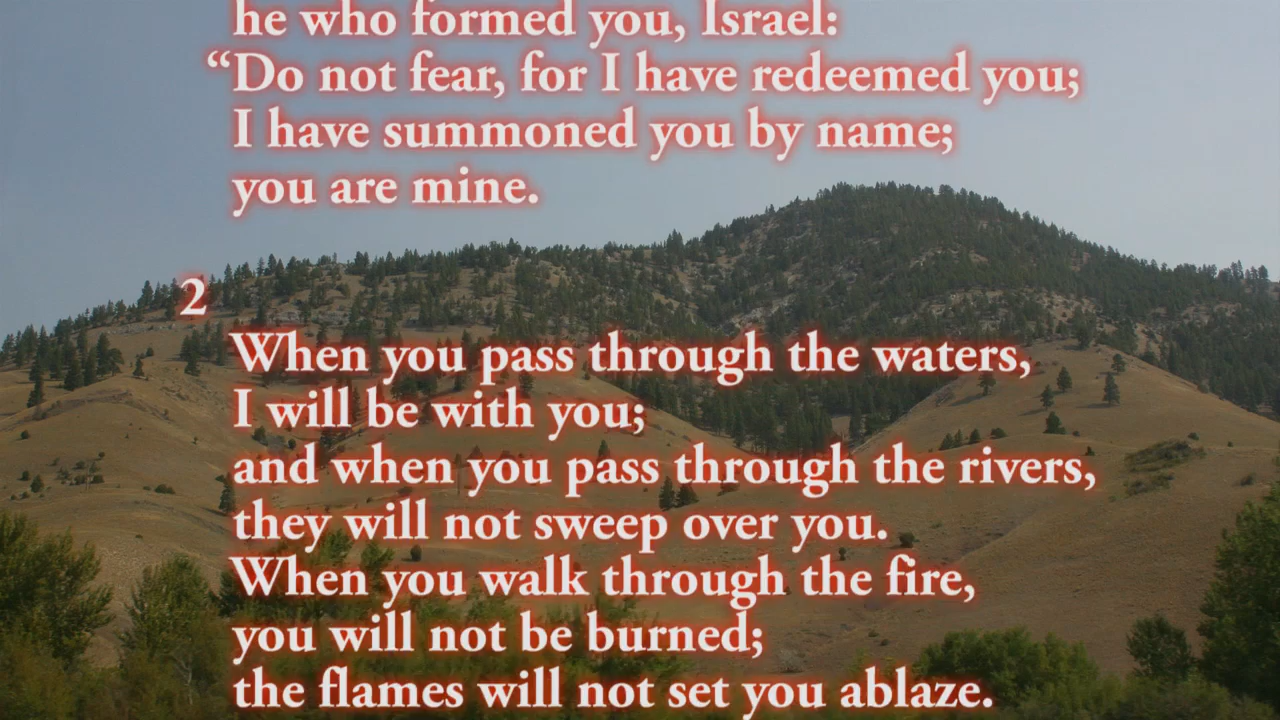 he who formed you, Israel:
“Do not fear, for I have redeemed you;
I have summoned you by name;
you are mine.
2
When you pass through the waters,
I will be with you;
and when you pass through the rivers,
they will not sweep over you.
When you walk through the fire,
you will not be burned;
the flames will not set you ablaze.